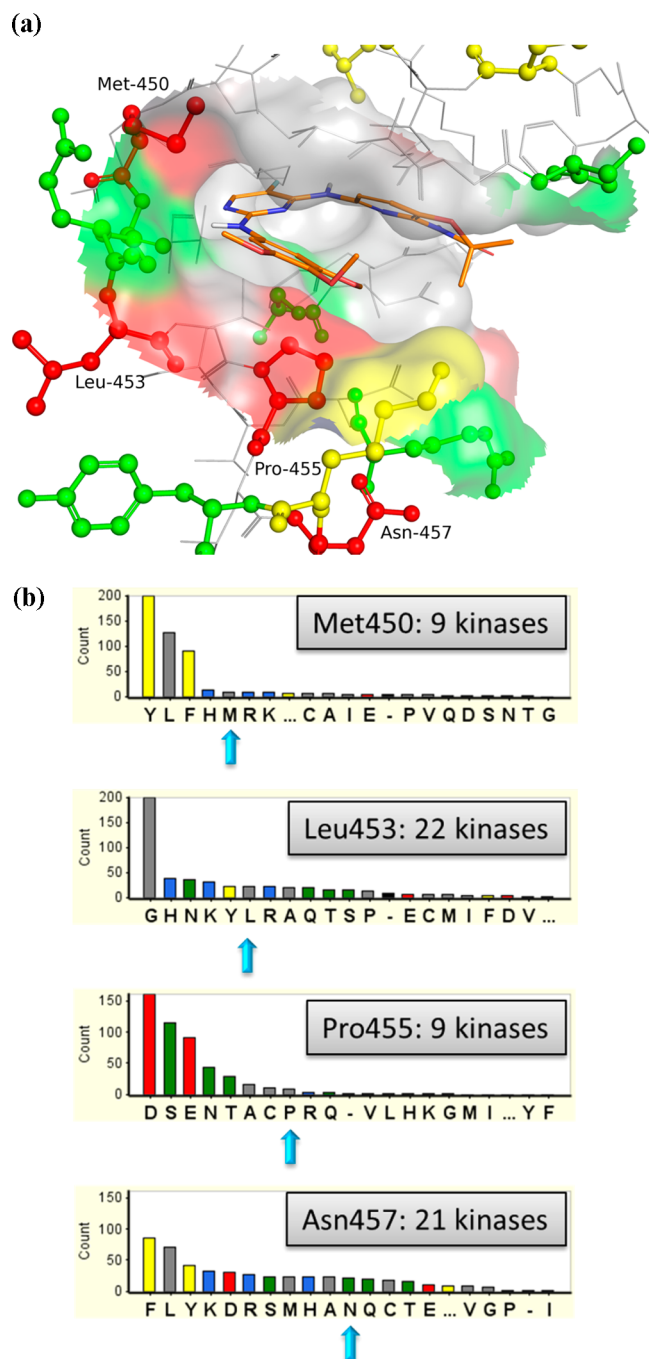 (a)
Met-450
Leu-453
Pro-455
Asn-457
(b)
Met450: 9 kinases
Count
200
150
100
50
0
Y L F H M R K ... C A I E - P V Q D S N T G
Leu453: 22 kinases
Count
200
150
100
50
0
G H N K Y L R A Q T S P - E C M I F D V ...
Pro455: 9 kinases
Count
150
100
50
0
D S E N T A C P R Q - V L H K G M I ... Y F
Asn457: 21 kinases
Count
150
100
50
0
F L Y K D R S M H A N Q C T E ... V G P - I